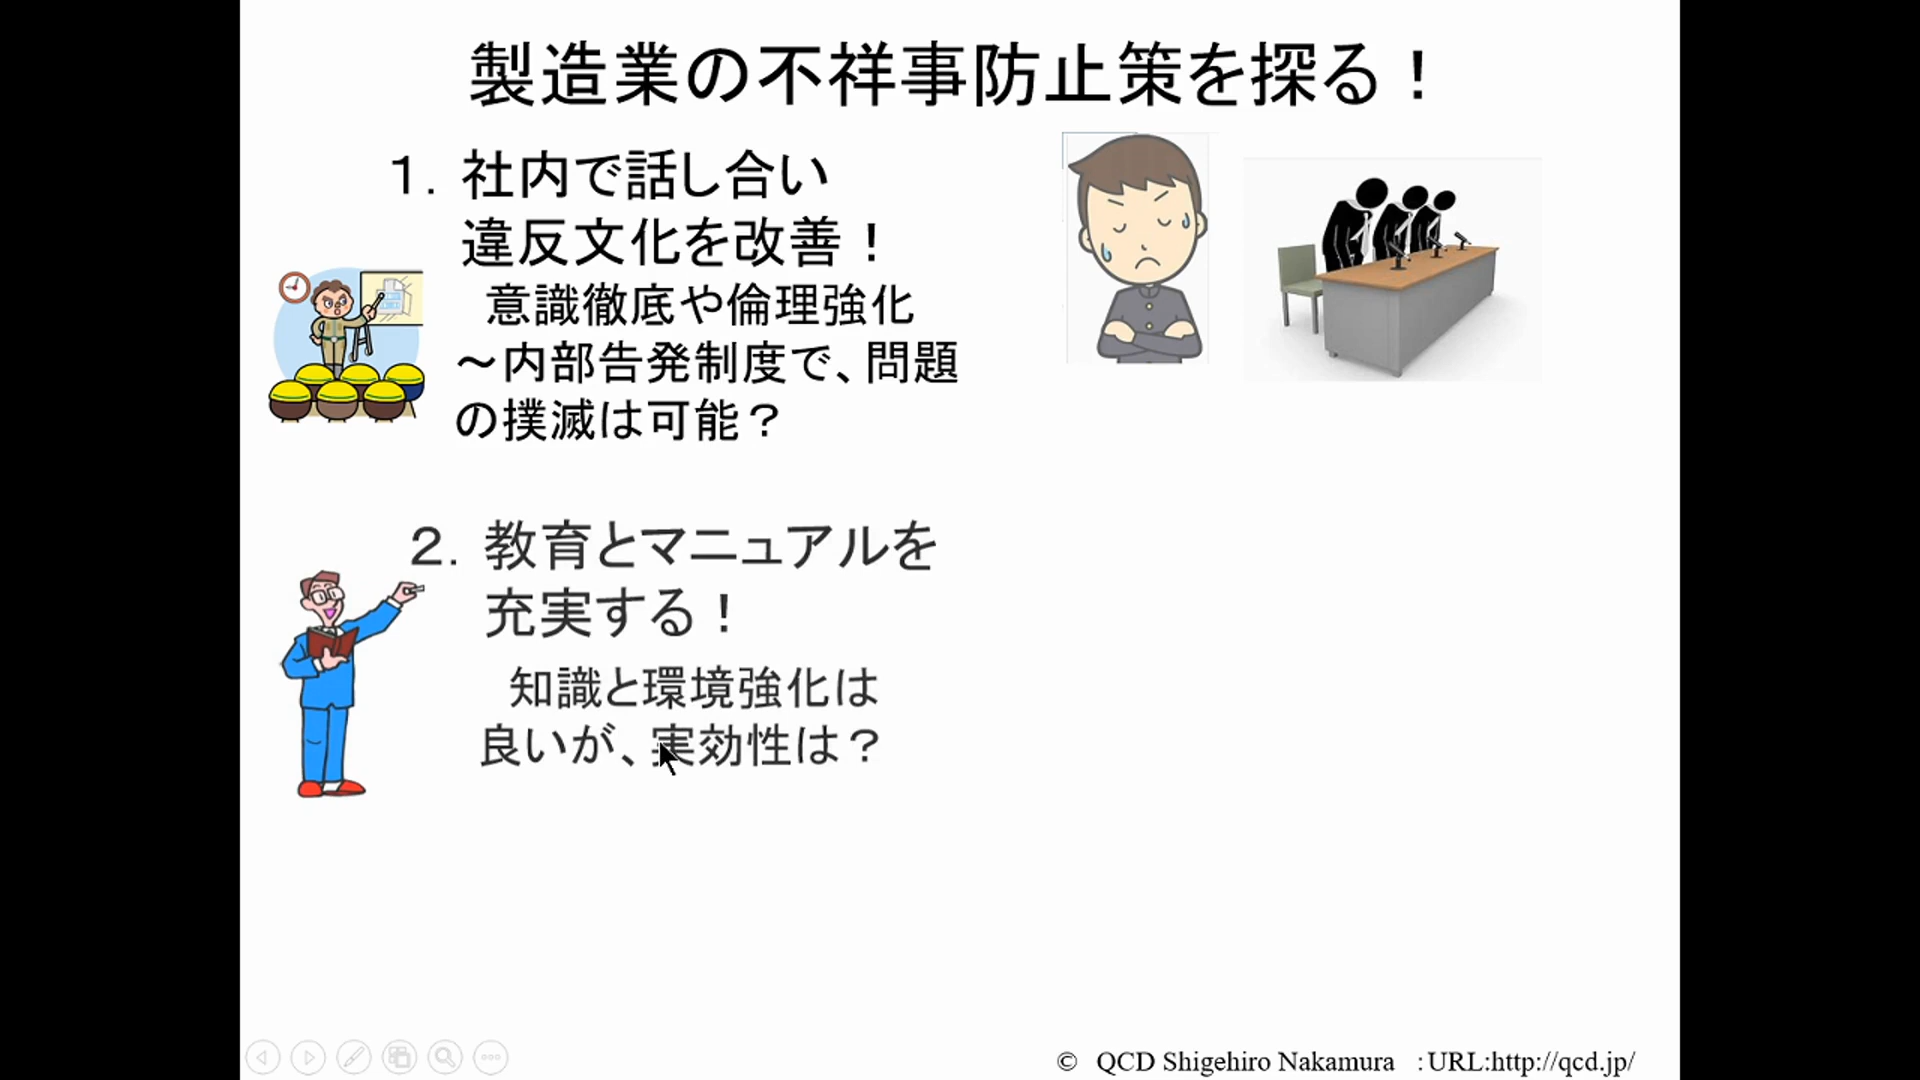 製造業の不祥事防止策を探る！
１．社内で話し合い
違反文化を改善！
意識徹底や倫理強化
～内部告発制度で、問題
の撲滅は可能？
２．教育とマニュアルを
充実する！
知識と環境強化は
良いが、実効性は？
© QCD Shigehiro Nakamura ：URL:http://qcd.jp/